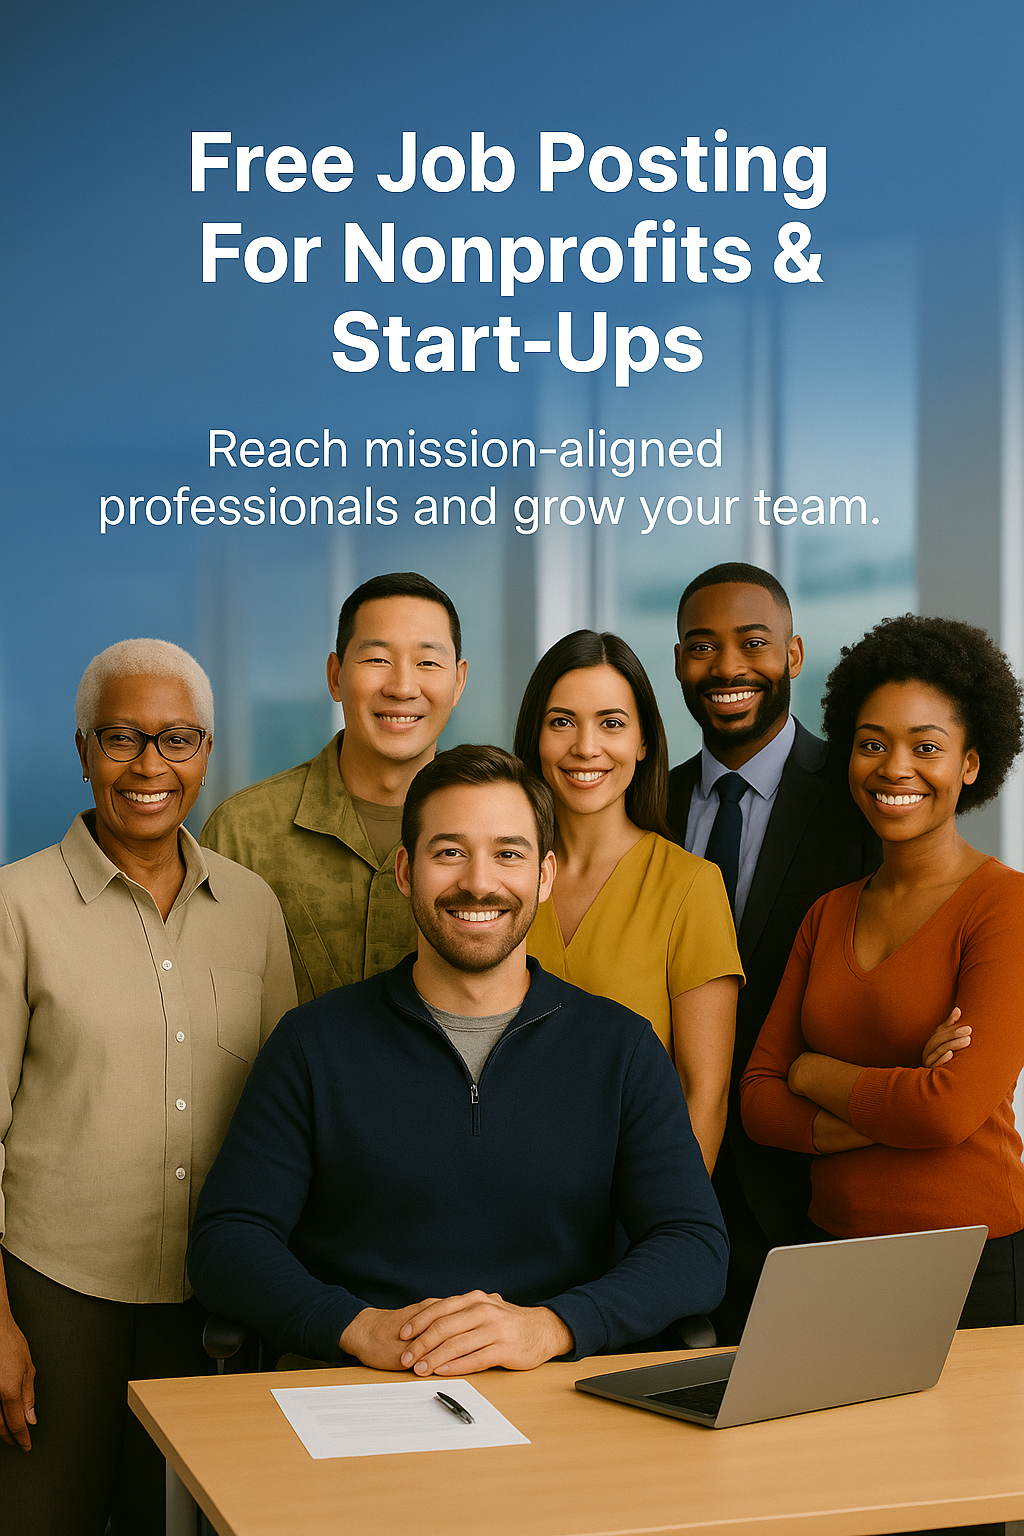 Free Job Posting
For Nonprofits &
Start-Ups
Reach mission-aligned
professionals and grow your team.